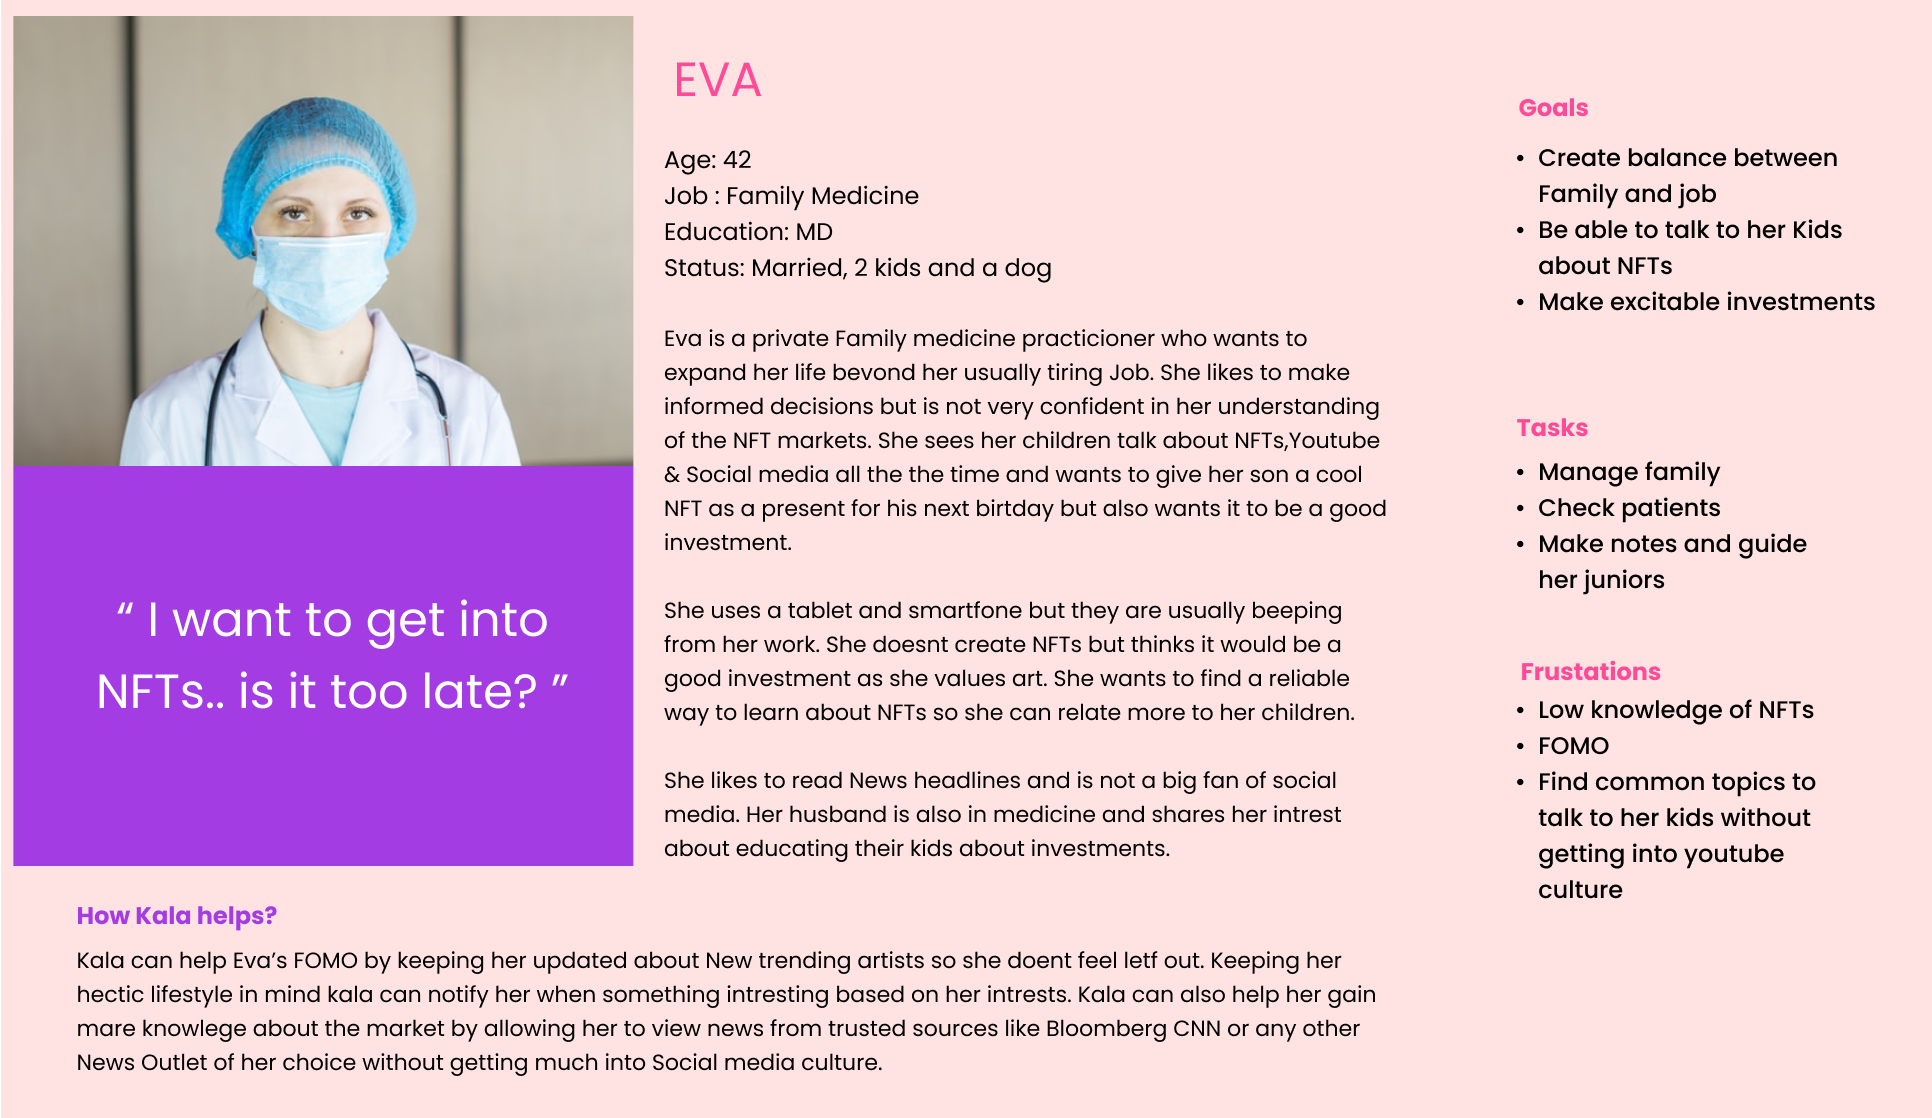 EVA
Age: 42
Job : Family Medicine
Education: MD
Status: Married, 2 kids and a dog
Eva is a private Family medicine practicioner who wants to
expand her life bevond her usually tiring Job. She likes to make
informed decisions but is not very confident in her understanding
of the NFT markets. She sees her children talk about NFTs,Youtube
& Social media all the the time and wants to give her son a cool
NFT as a present for his next birtday but also wants it to be a good
investment.
She uses a tablet and smartfone but they are usually beeping
from her work. She doesnt create NFTs but thinks it would be a
good investment as she values art. She wants to find a reliable
way to learn about NFTs so she can relate more to her children.
She likes to read News headlines and is not a big fan of social
media. Her husband is also in medicine and shares her intrest
about educating their kids about investments.
“ I want to get into
NFTs.. is it too late? ”
Goals
• Create balance between
Family and job
• Be able to talk to her Kids
about NFTs
• Make excitable investments
Tasks
• Manage family
• Check patients
• Make notes and guide
her juniors
Frustations
• Low knowledge of NFTs
• FOMO
• Find common topics to
talk to her kids without
getting into youtube
culture
How Kala helps?
Kala can help Eva’s FOMO by keeping her updated about New trending artists so she doent feel letf out. Keeping her
hectic lifestyle in mind kala can notify her when something intresting based on her intrests. Kala can also help her gain
mare knowlege about the market by allowing her to view news from trusted sources like Bloomberg CNN or any other
News Outlet of her choice without getting much into Social media culture.